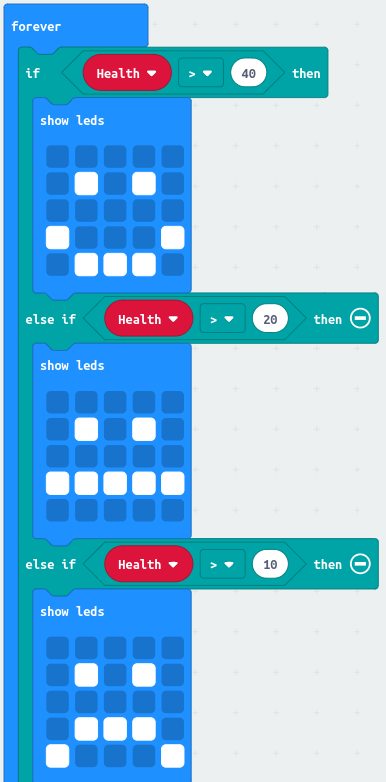 forever
if Health > 40 then
show leds
else if Health > 20 then
show leds
else if Health > 10 then
show leds